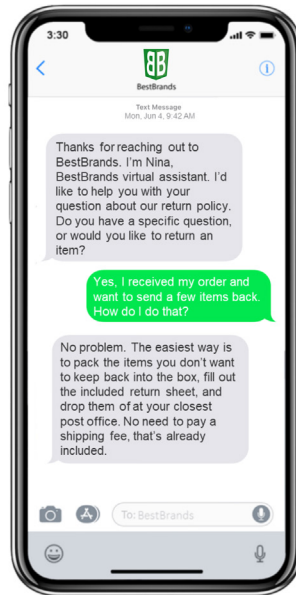 3:30
BB
BestBrands
Text Message
Mon, Jun 4, 9:42 AM
Thanks for reaching out to
BestBrands. I'm Nina,
BestBrands virtual assistant. I'd
like to help you with your
question about our return policy.
Do you have a specific question,
or would you like to return an
item?
Yes, I received my order and
want to send a few items back.
How do I do that?
No problem. The easiest way is
to pack the items you don't want
to keep back into the box, fill out
the included return sheet, and
drop them of at your closest
post office. No need to pay a
shipping fee, that's already
included.
To: BestBrands